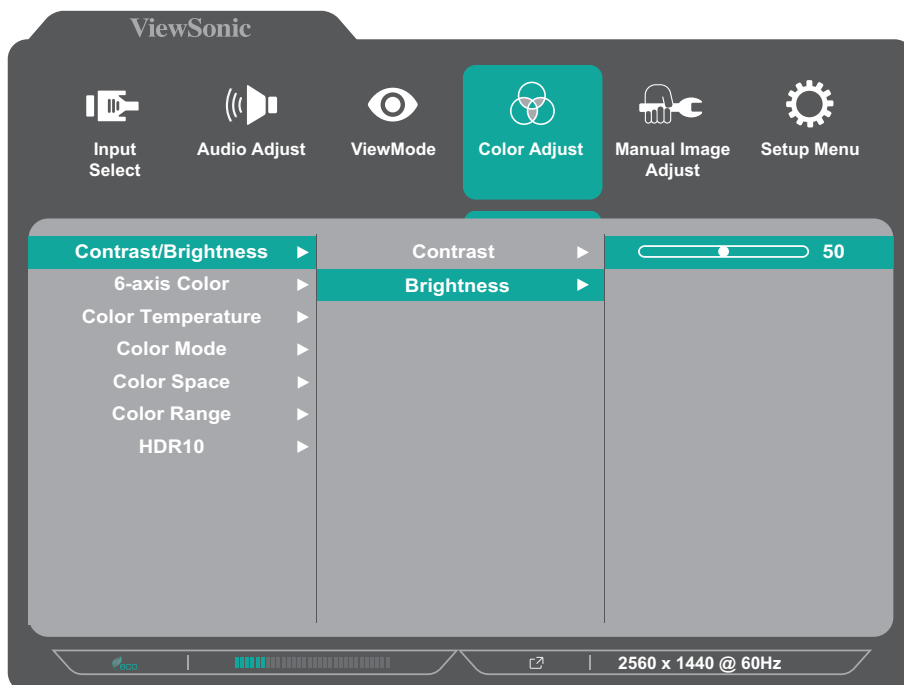 ViewSonic
Input
Select
Audio Adjust
ViewMode
Color Adjust
Manual Image
Adjust
Setup Menu
Contrast/Brightness
6-axis Color
Color Temperature
Color Mode
Color Space
Color Range
HDR10
Contrast
Brightness
50
eco
2560 x 1440 @ 60Hz